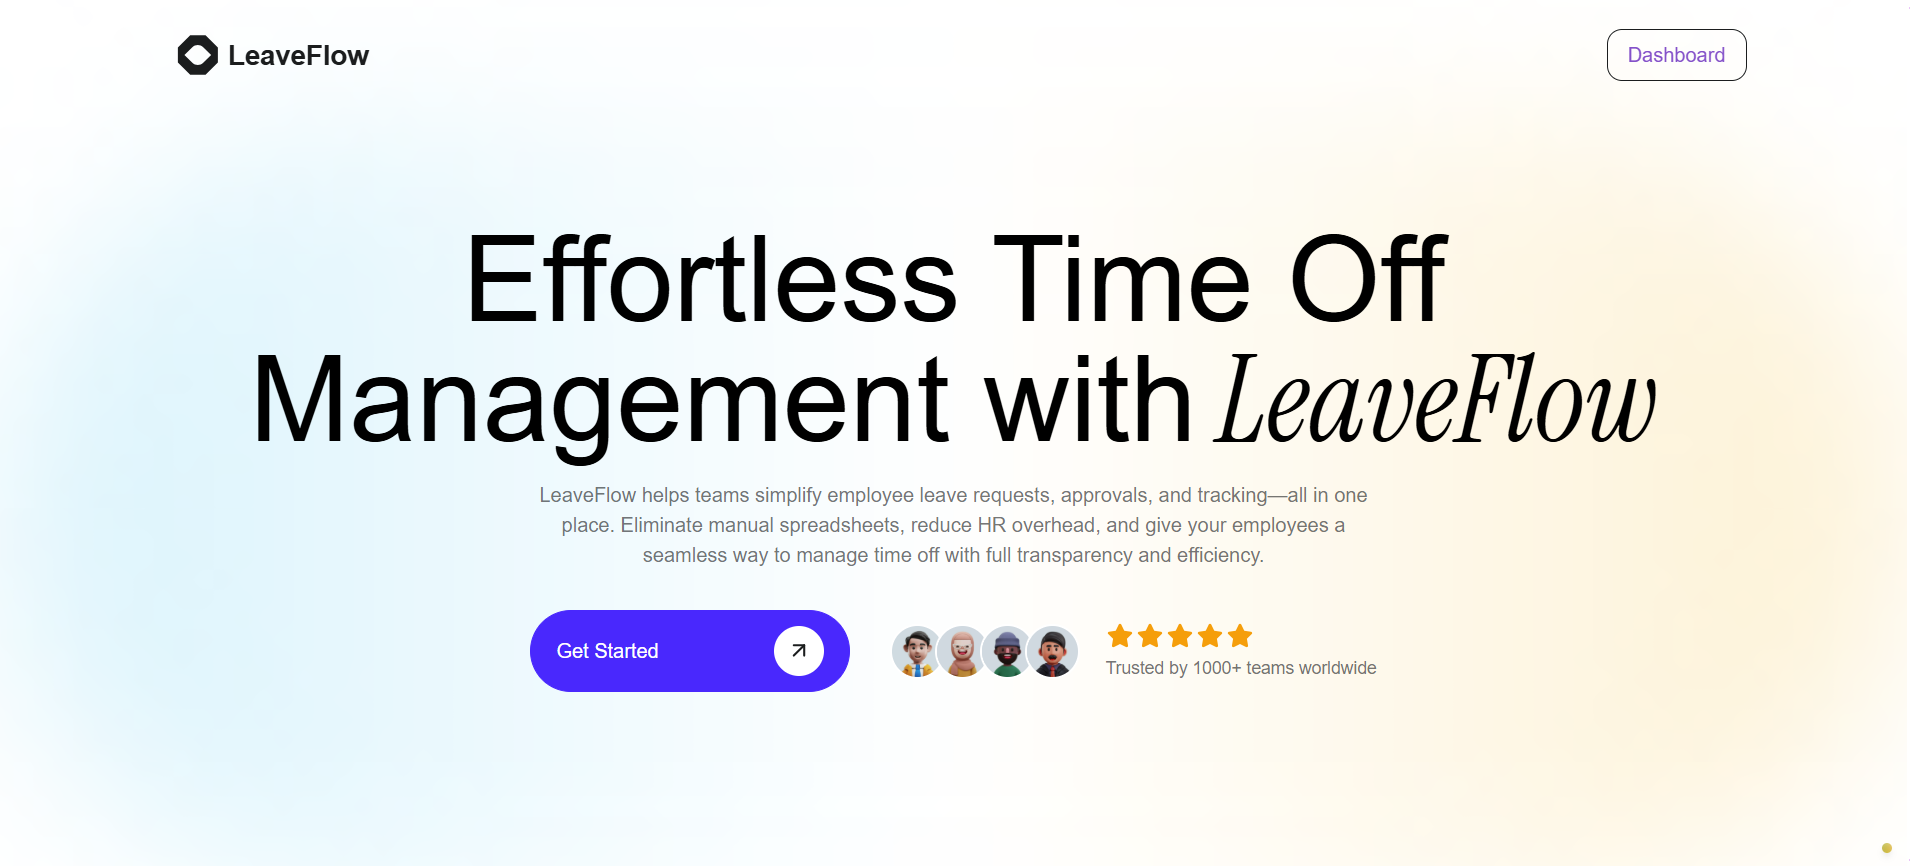 LeaveFlow
Dashboard
Effortless Time Off
Management with LeaveFlow
LeaveFlow helps teams simplify employee leave requests, approvals, and tracking—all in one
place. Eliminate manual spreadsheets, reduce HR overhead, and give your employees a
seamless way to manage time off with full transparency and efficiency.
Get Started
Trusted by 1000+ teams worldwide